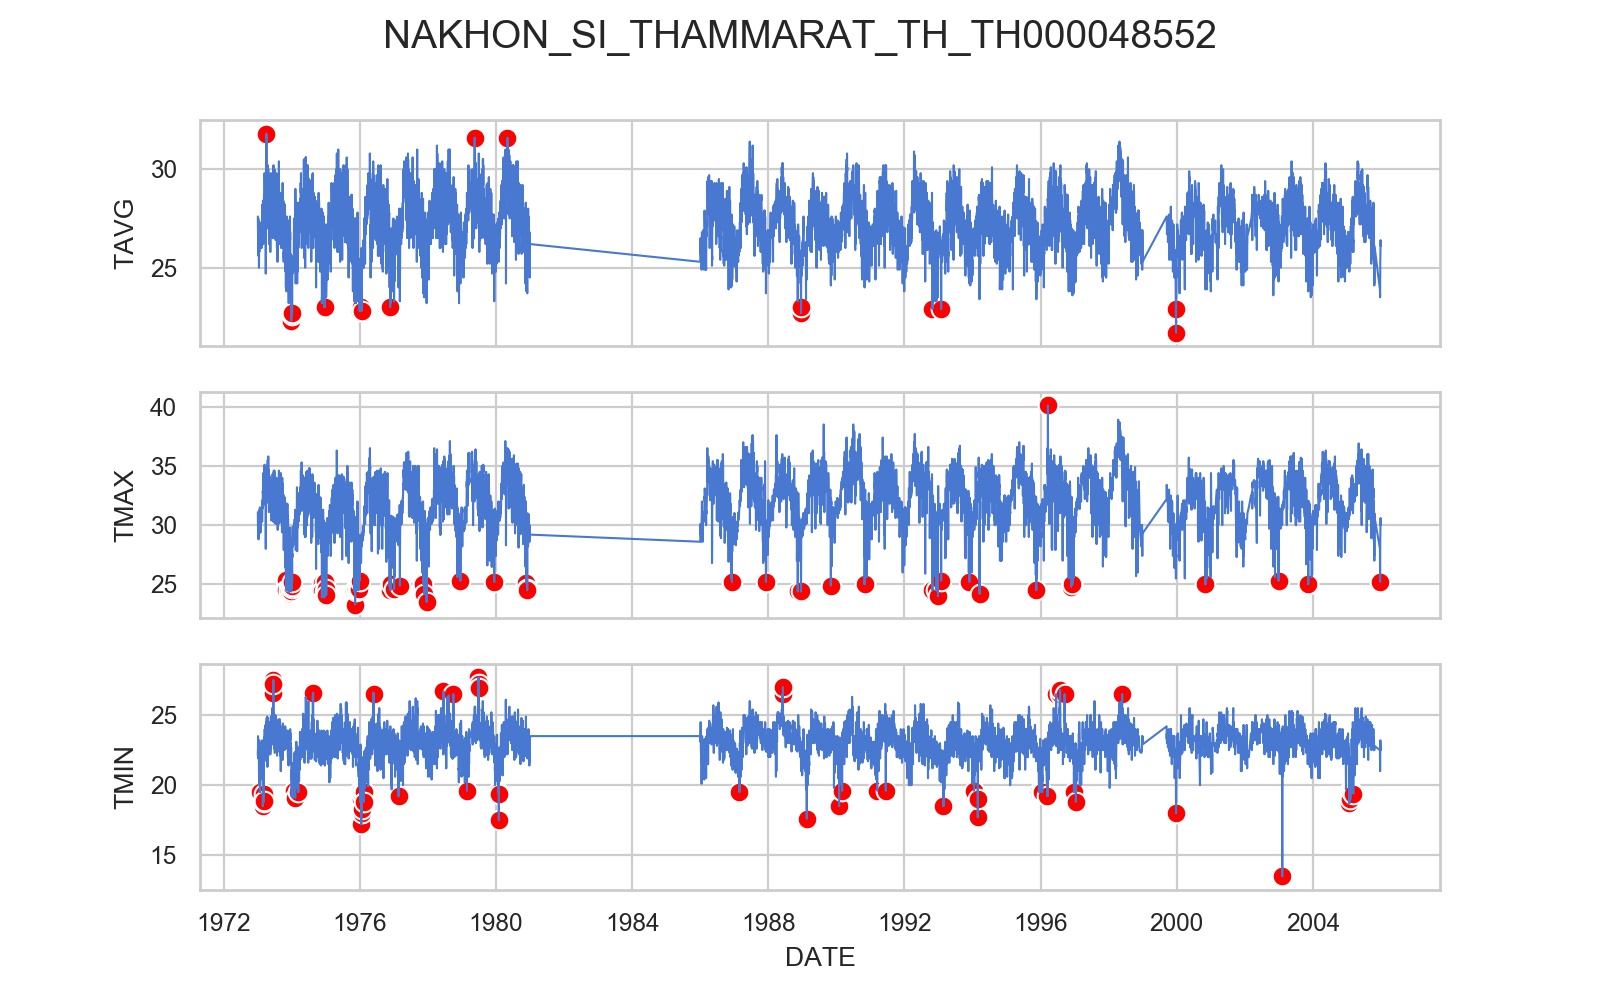 NAKHON_SI_THAMMARAT_TH_TH000048552
30
25
TAVG
40
35
30
25
TMAX
25
20
15
TMIN
1972 1976 1980 1984 1988 1992 1996 2000 2004
DATE